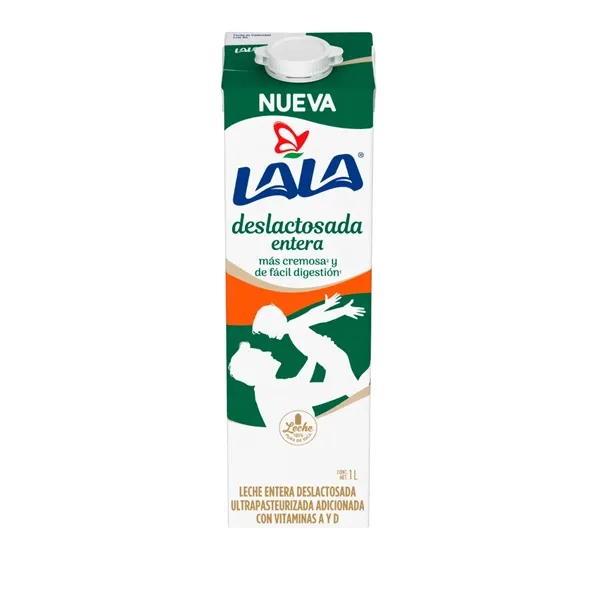 NUEVA
LALA®
deslactosada
entera
más cremosa y
de fácil digestión
Leche
100%
CONT.
NET. 1 L
LECHE ENTERA DESLACTOSADA
ULTRAPASTEURIZADA ADICIONADA
CON VITAMINAS A Y D